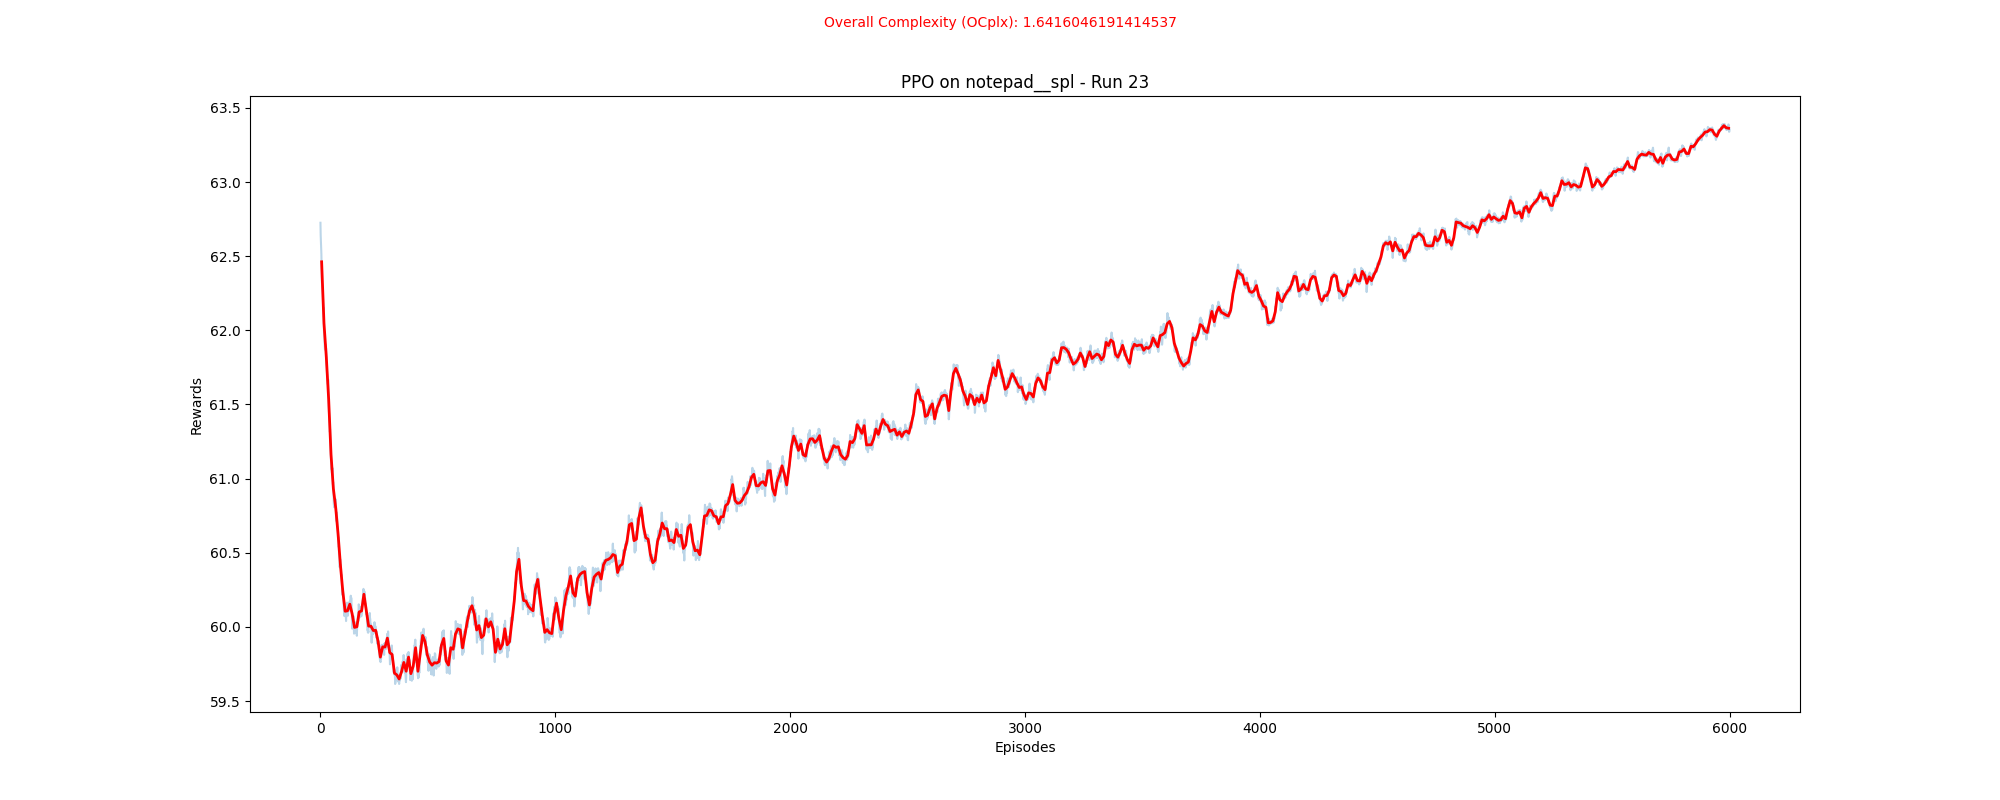 Overall Complexity (OCplx): 1.6416046191414537
PPO on notepad__spl - Run 23
63.5
63.0
62.5
62.0
61.5
61.0
60.5
60.0
59.5
Rewards
0 1000 2000 3000 4000 5000 6000
Episodes